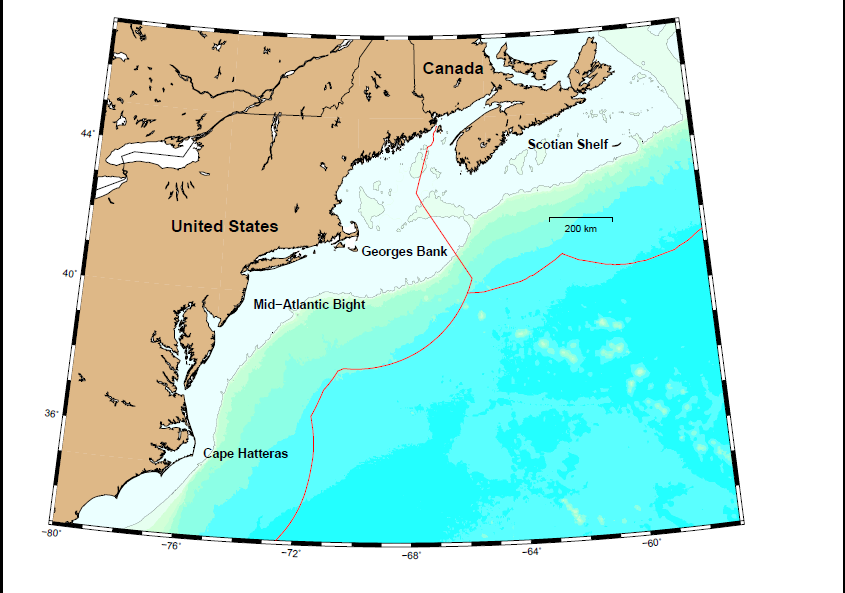 Canada
44°
Scotian Shelf
United States
200 km
Georges Bank
40°
Mid−Atlantic Bight
36°
Cape Hatteras
−80°
−76°
−72°
−68°
−64°
−60°